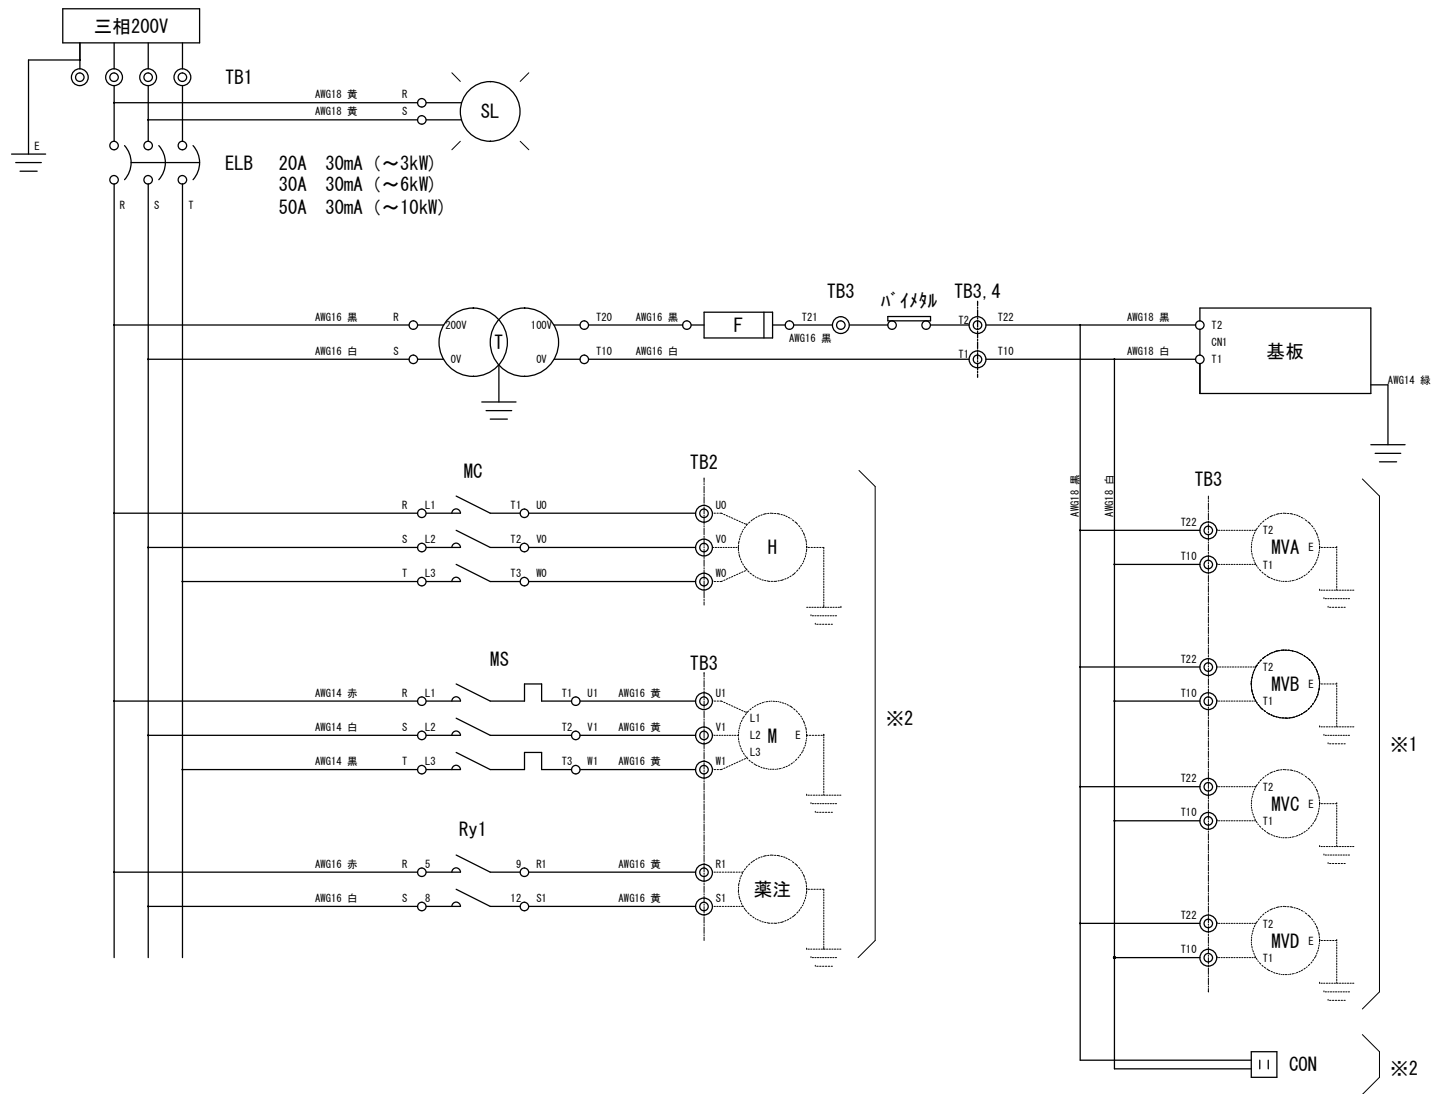 三相200V
TB1
AWG18 黄 R
AWG18 黄 S
SL
E
ELB 20A 30mA (～3kW)
30A 30mA (～6kW)
50A 30mA (～10kW)
R S T
TB3 バイメタル TB3,4
AWG16 黒 R 200V 100V T20 AWG16 黒 F T21 AWG16 黒 T2 T22 AWG18 黒 T2
T
CN1
基板
AWG16 白 S 0V 0V T10 AWG16 白 T1 T10 AWG18 白 T1
AWG14 緑
MC TB2
R L1 T1 U0 U0
S L2 T2 V0 V0 H
T L3 T3 W0 W0
MS TB3
AWG14 赤 R L1 T1 U1 AWG16 黄 U1 L1
AWG14 白 S L2 T2 V1 AWG16 黄 V1 L2 M E
AWG14 黒 T L3 T3 W1 AWG16 黄 W1 L3
Ry1
AWG16 赤 R 5 9 R1 AWG16 黄 R1
薬注
AWG16 白 S 8 12 S1 AWG16 黄 S1
※2
AWG18 黒
AWG18 白
TB3
T22 T2
MVA E
T10 T1
T22 T2
MVB E
T10 T1
T22 T2
MVC E
T10 T1
T22 T2
MVD E
T10 T1
※1
CON ※2